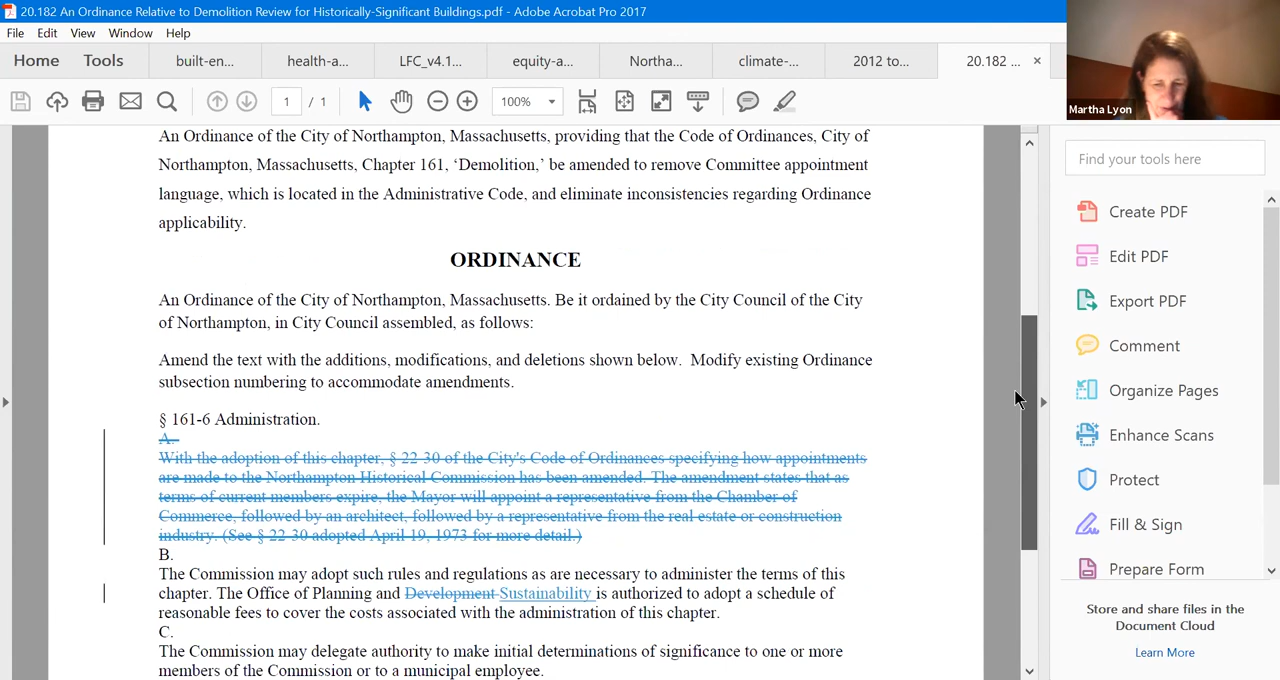 20.182 An Ordinance Relative to Demolition Review for Historically-Significant Buildings.pdf - Adobe Acrobat Pro 2017
File Edit View Window Help
Home Tools built-en... health-a... LFC_v4.1... equity-a... Northa... climate-... 2012 to... 20.182 ... ×
1 / 1 100%
Martha Lyon
An Ordinance of the City of Northampton, Massachusetts, providing that the Code of Ordinances, City of
Northampton, Massachusetts, Chapter 161, ‘Demolition,’ be amended to remove Committee appointment
language, which is located in the Administrative Code, and eliminate inconsistencies regarding Ordinance
applicability.
ORDINANCE
An Ordinance of the City of Northampton, Massachusetts. Be it ordained by the City Council of the City
of Northampton, in City Council assembled, as follows:
Amend the text with the additions, modifications, and deletions shown below. Modify existing Ordinance
subsection numbering to accommodate amendments.
§ 161-6 Administration.
A.
With the adoption of this chapter, § 22-30 of the City's Code of Ordinances specifying how appointments
are made to the Northampton Historical Commission has been amended. The amendment states that as
terms of current members expire, the Mayor will appoint a representative from the Chamber of
Commerce, followed by an architect, followed by a representative from the real estate or construction
industry. (See § 22-30 adopted April 19, 1973 for more detail.)
B.
The Commission may adopt such rules and regulations as are necessary to administer the terms of this
chapter. The Office of Planning and Development Sustainability is authorized to adopt a schedule of
reasonable fees to cover the costs associated with the administration of this chapter.
C.
The Commission may delegate authority to make initial determinations of significance to one or more
members of the Commission or to a municipal employee.
Find your tools here
Create PDF
Edit PDF
Export PDF
Comment
Organize Pages
Enhance Scans
Protect
Fill & Sign
Prepare Form
Store and share files in the
Document Cloud
Learn More